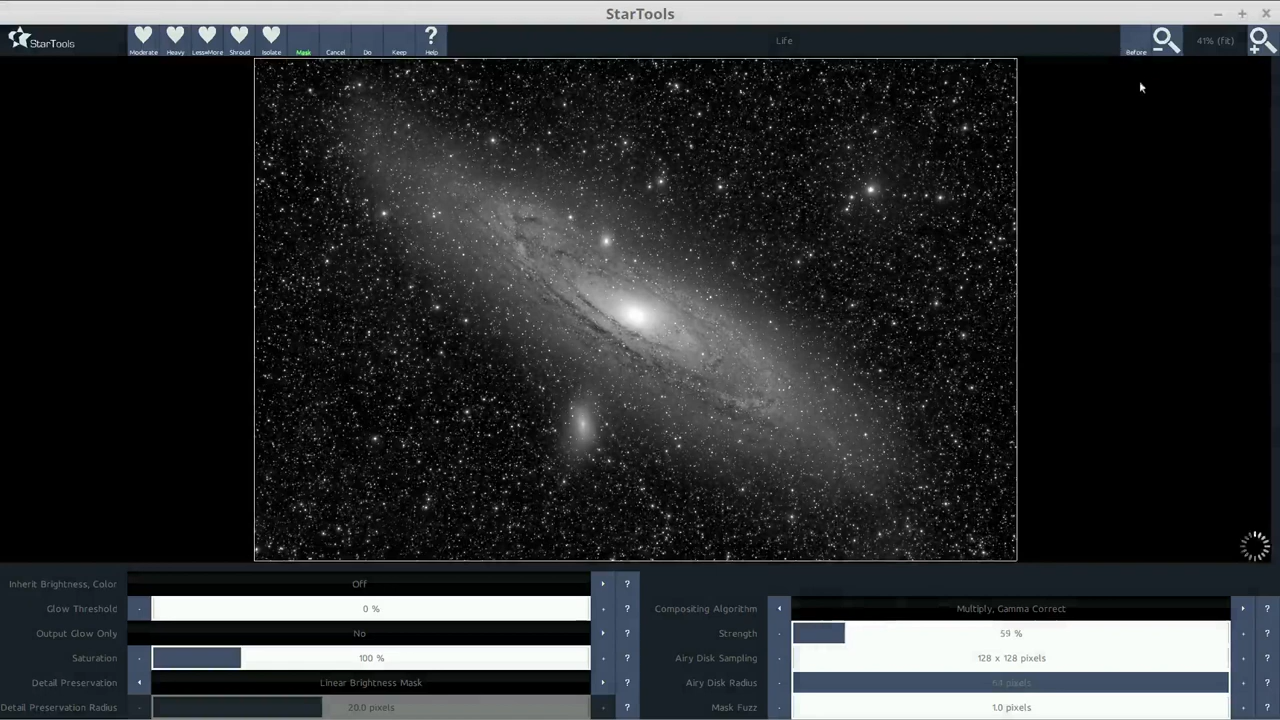 StarTools
StarTools
Moderate Heavy Less=More Shroud Isolate Mask Cancel Do Keep ? Help
Life
Before 41% (fit)
Inherit Brightness, Color Off ?
Glow Threshold - 0 % + ?
Output Glow Only No ?
Saturation - 100 % + ?
Detail Preservation Linear Brightness Mask ?
Detail Preservation Radius - 20.0 pixels + ?
Compositing Algorithm Multiply, Gamma Correct ?
Strength - 59 % + ?
Airy Disk Sampling - 128 x 128 pixels + ?
Airy Disk Radius - 64 pixels + ?
Mask Fuzz - 1.0 pixels + ?